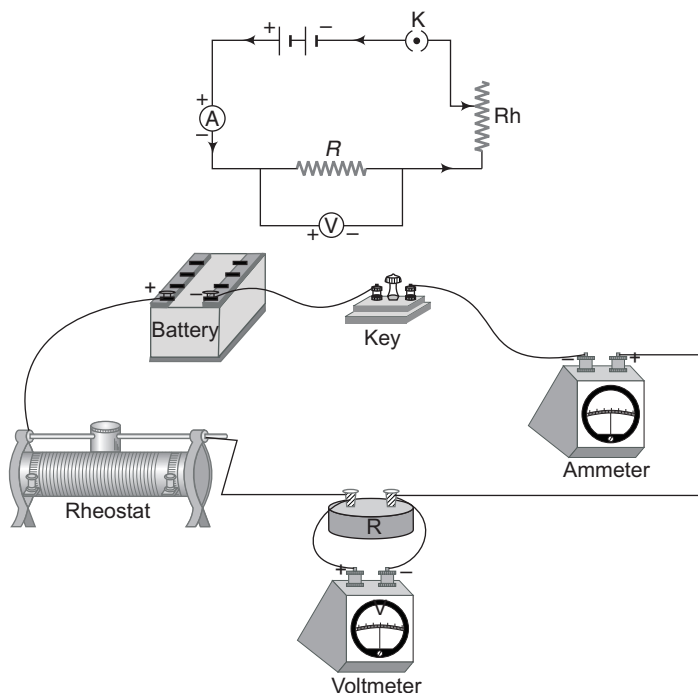 + – K
+
A
–
Rh
R
+ V –
+ –
Battery
Key
– +
Ammeter
Rheostat
R
+ –
V
Voltmeter